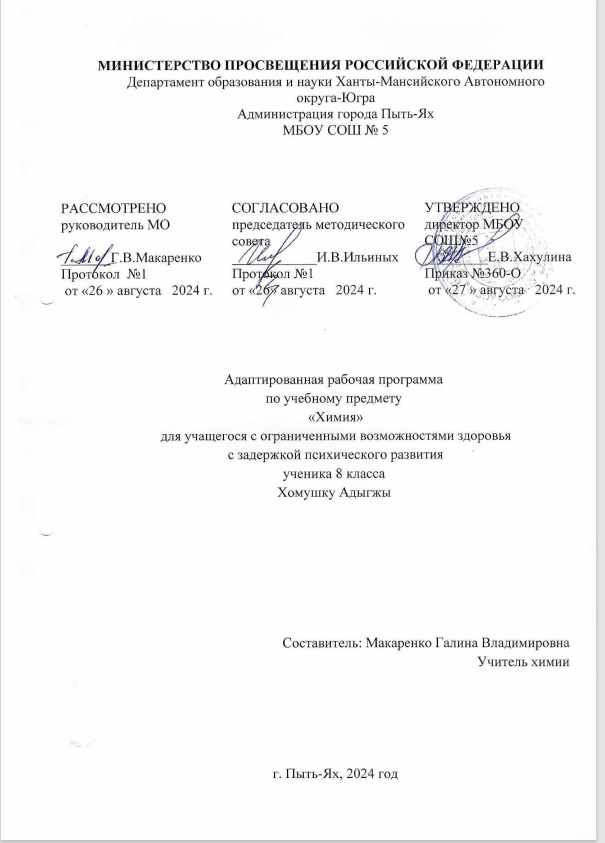 МИНИСТЕРСТВО ПРОСВЕЩЕНИЯ РОССИЙСКОЙ ФЕДЕРАЦИИ
Департамент образования и науки Ханты-Мансийского Автономного
округа-Югра
Администрация города Пыть-Ях
МБОУ СОШ № 5
РАССМОТРЕНО
руководитель МО
Г.В.Макаренко
Протокол №1
от «26 » августа 2024 г.
СОГЛАСОВАНО
председатель методического
совета
И.В.Ильиных
Протокол №1
от «26» августа 2024 г.
УТВЕРЖДЕНО
директор МБОУ
СОШ№5
Е.В.Хахулина
Приказ №360-О
от «27 » августа 2024 г.
Адаптированная рабочая программа
по учебному предмету
«Химия»
для учащегося с ограниченными возможностями здоровья
с задержкой психического развития
ученика 8 класса
Хомушку Адыгжы
Составитель: Макаренко Галина Владимировна
Учитель химии
г. Пыть-Ях, 2024 год